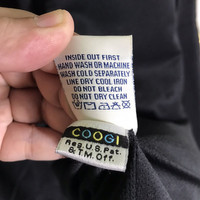 INSIDE OUT FIRST
HAND WASH OR MACHINE
WASH COLD SEPARATELY
LINE DRY COOL IRON
DO NOT BLEACH
DO NOT DRY CLEAN
COOGI
Reg. U.S. Pat.
& T.M. Off.